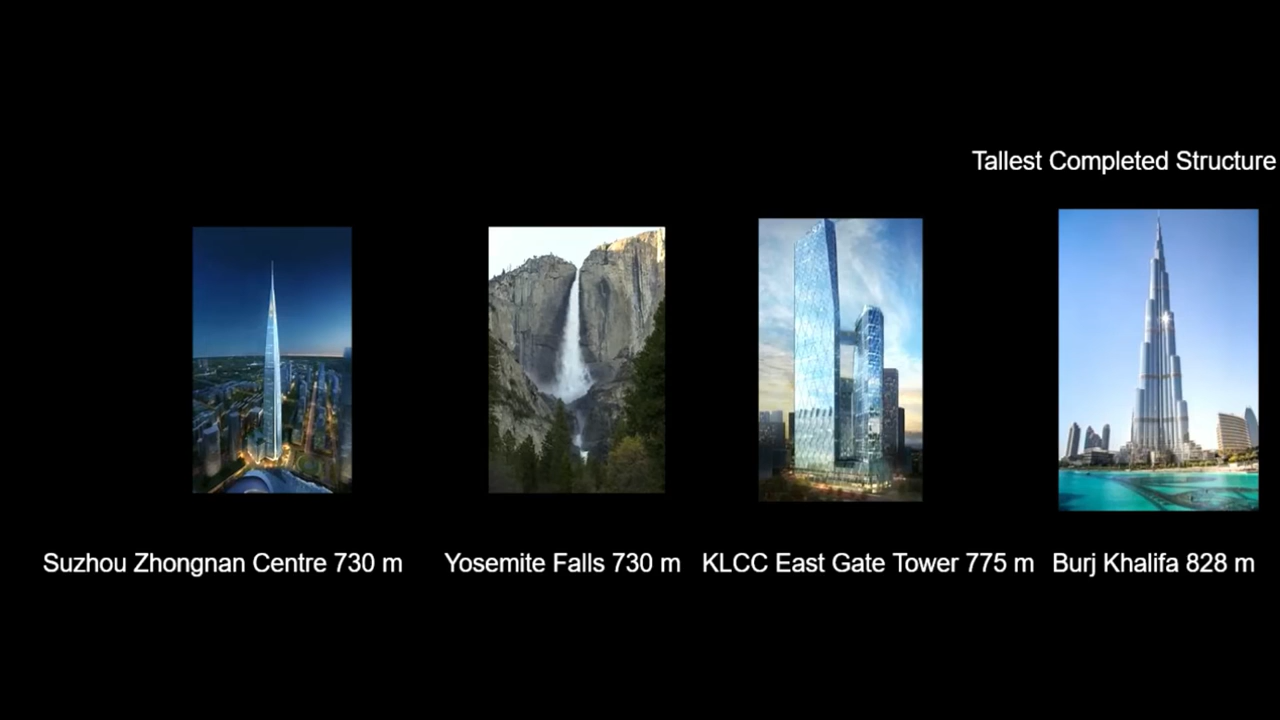 Tallest Completed Structure
Suzhou Zhongnan Centre 730 m
Yosemite Falls 730 m
KLCC East Gate Tower 775 m
Burj Khalifa 828 m